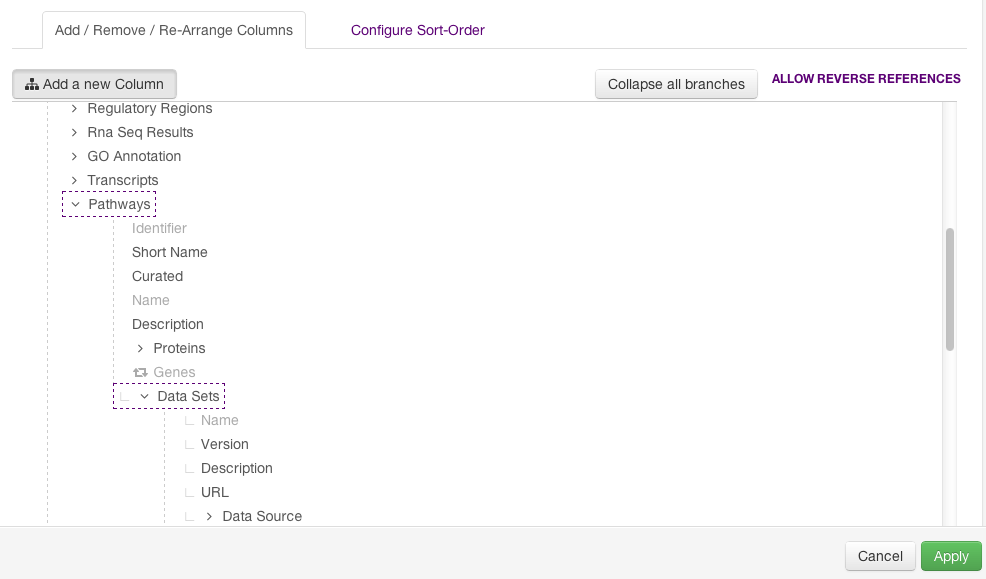 Add / Remove / Re-Arrange Columns
Configure Sort-Order
Add a new Column
Collapse all branches
ALLOW REVERSE REFERENCES
Regulatory Regions
Rna Seq Results
GO Annotation
Transcripts
Pathways
Identifier
Short Name
Curated
Name
Description
Proteins
Genes
Data Sets
Name
Version
Description
URL
Data Source
Cancel
Apply